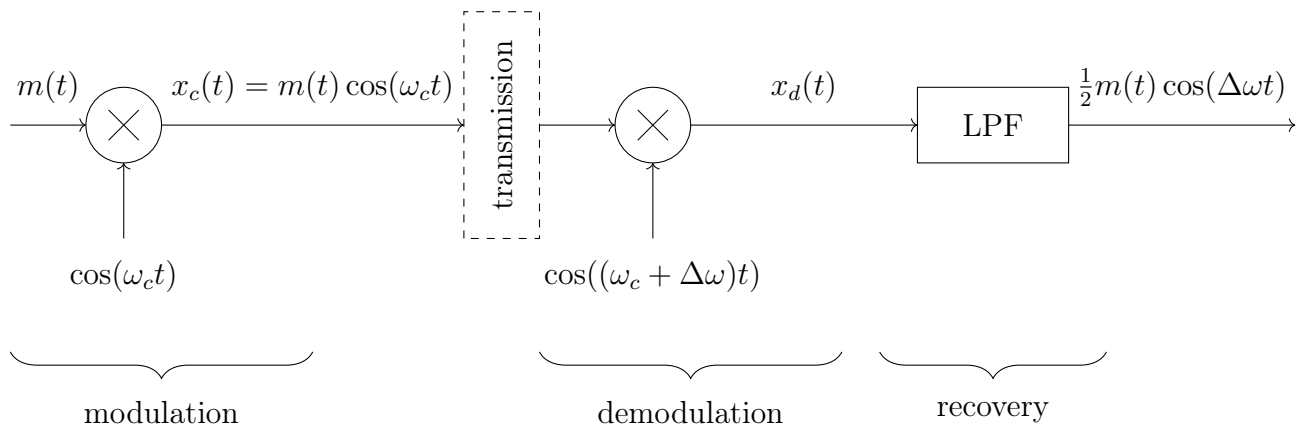 m(t)
x_c(t) = m(t) cos(ω_c t)
transmission
x_d(t)
LPF
½m(t) cos(Δωt)
cos(ω_c t)
cos((ω_c + Δω)t)
modulation
demodulation
recovery